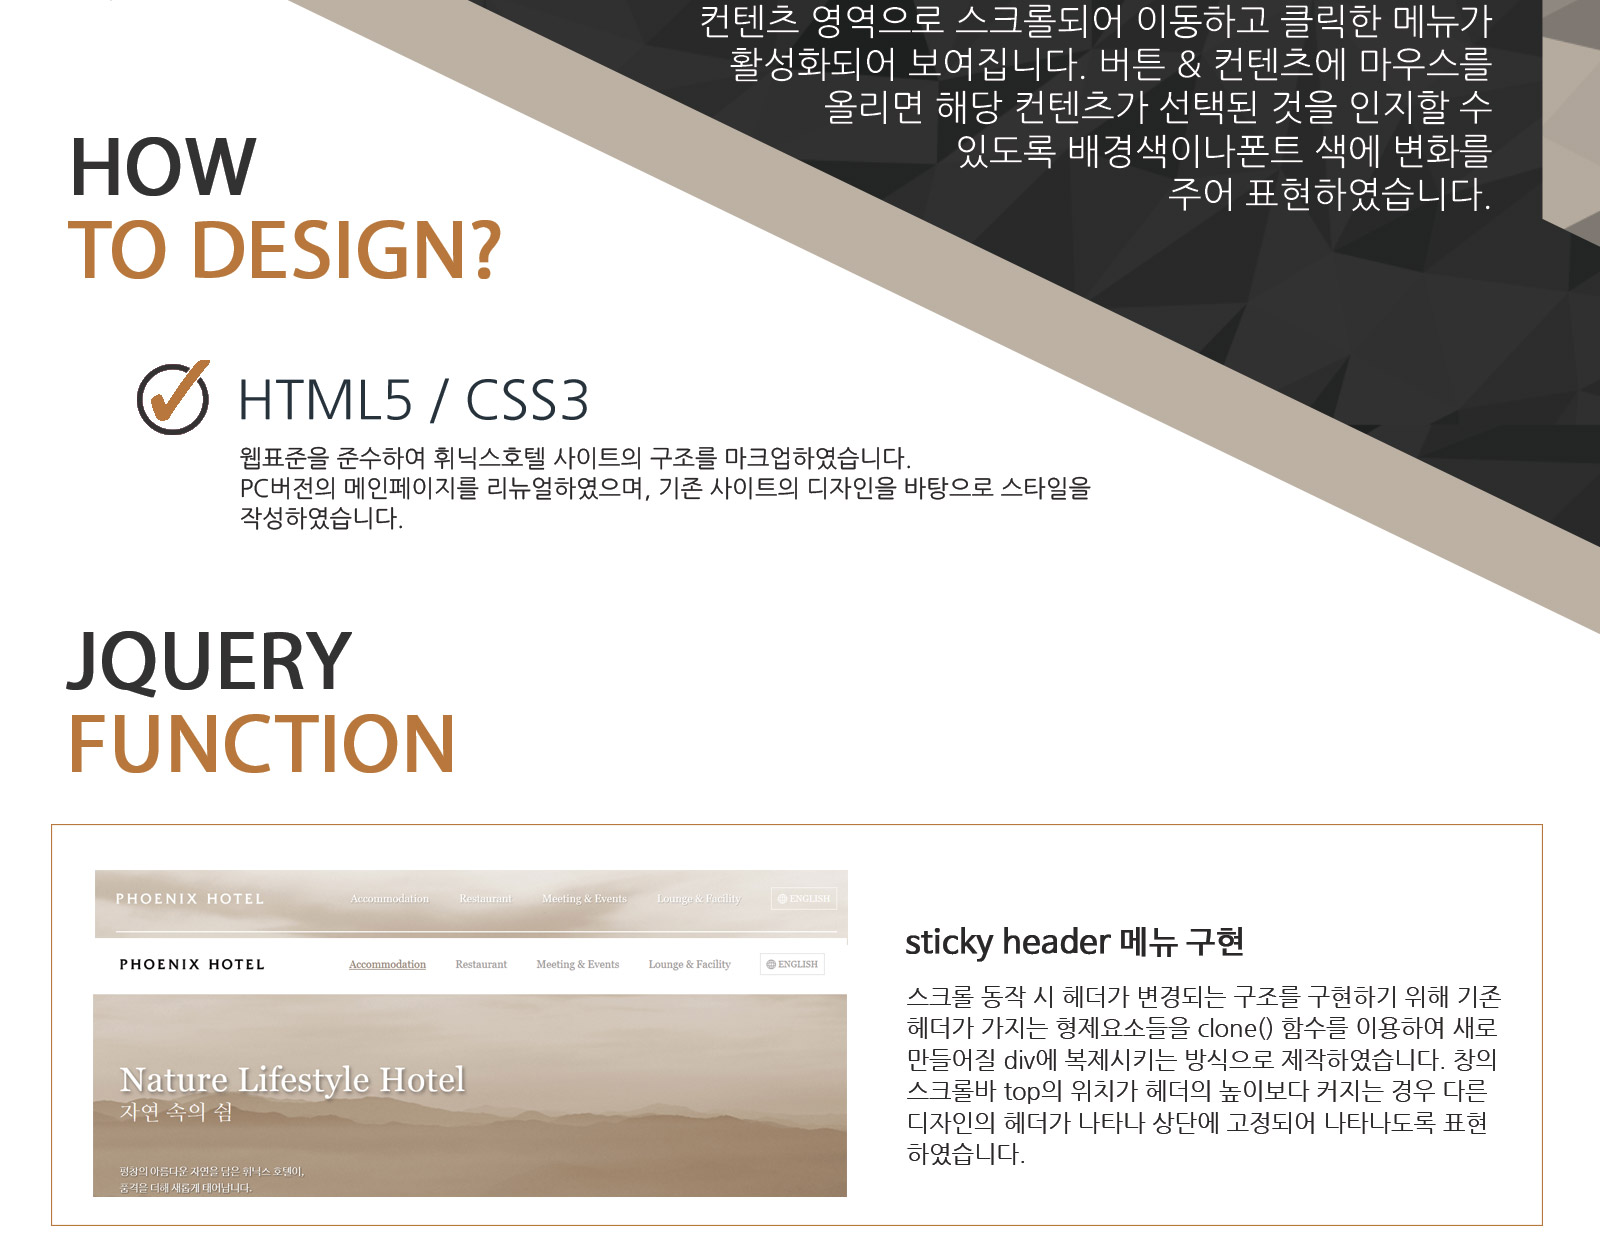 컨텐츠 영역으로 스크롤되어 이동하고 클릭한 메뉴가
활성화되어 보여집니다. 버튼 & 컨텐츠에 마우스를
올리면 해당 컨텐츠가 선택된 것을 인지할 수
있도록 배경색이나폰트 색에 변화를
주어 표현하였습니다.
HOW
TO DESIGN?
HTML5 / CSS3
웹표준을 준수하여 휘닉스호텔 사이트의 구조를 마크업하였습니다.
PC버전의 메인페이지를 리뉴얼하였으며, 기존 사이트의 디자인을 바탕으로 스타일을
작성하였습니다.
JQUERY
FUNCTION
PHOENIX HOTEL Accommodation Restaurant Meeting & Events Lounge & Facility ENGLISH
PHOENIX HOTEL Accommodation Restaurant Meeting & Events Lounge & Facility ENGLISH
Nature Lifestyle Hotel
자연 속의 쉼
평창의 아름다운 자연을 담은 휘닉스 호텔이,
품격을 더해 새롭게 태어납니다.
sticky header 메뉴 구현
스크롤 동작 시 헤더가 변경되는 구조를 구현하기 위해 기존
헤더가 가지는 형제요소들을 clone() 함수를 이용하여 새로
만들어질 div에 복제시키는 방식으로 제작하였습니다. 창의
스크롤바 top의 위치가 헤더의 높이보다 커지는 경우 다른
디자인의 헤더가 나타나 상단에 고정되어 나타나도록 표현
하였습니다.